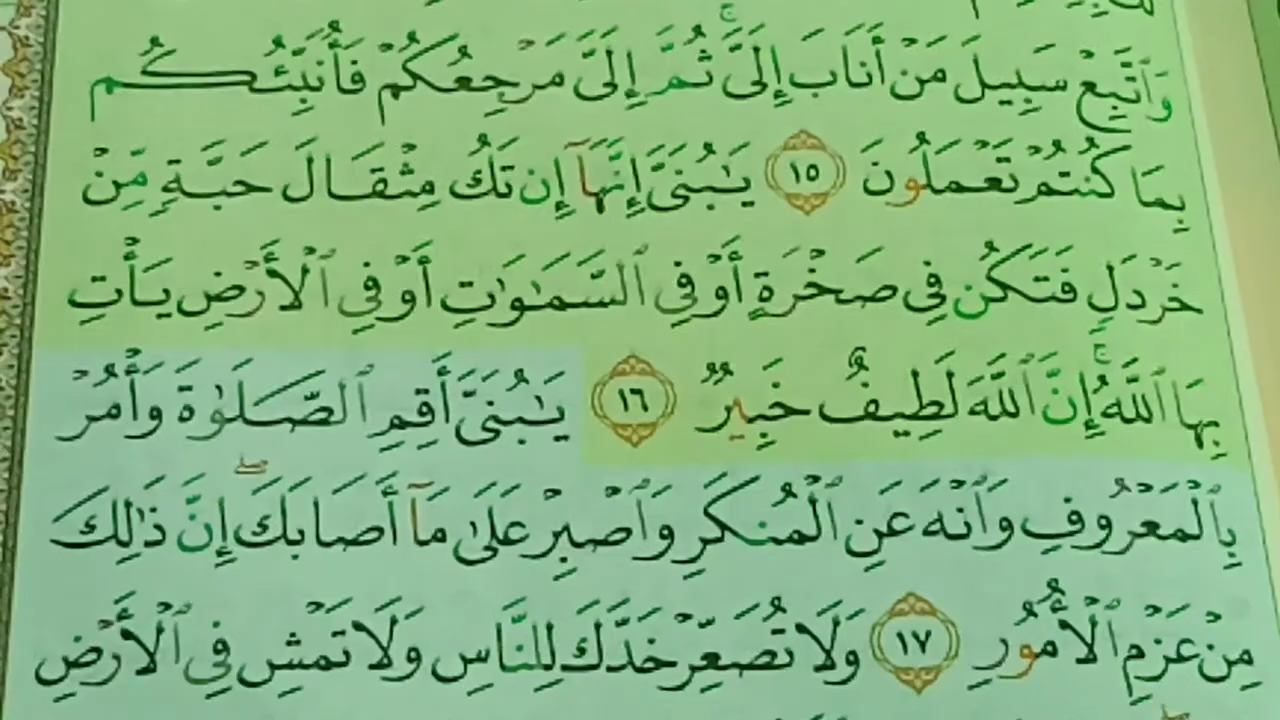 وَٱتَّبِعْ سَبِيلَ مَنْ أَنَابَ إِلَىَّ ۚ ثُمَّ إِلَىَّ مَرْجِعُكُمْ فَأُنَبِّئُكُم
بِمَا كُنتُمْ تَعْمَلُونَ ١٥ يَـٰبُنَىَّ إِنَّهَآ إِن تَكُ مِثْقَالَ حَبَّةٍ مِّنْ
خَرْدَلٍ فَتَكُن فِى صَخْرَةٍ أَوْ فِى ٱلسَّمَـٰوَٰتِ أَوْ فِى ٱلْأَرْضِ يَأْتِ
بِهَا ٱللَّهُ ۚ إِنَّ ٱللَّهَ لَطِيفٌ خَبِيرٌ ١٦ يَـٰبُنَىَّ أَقِمِ ٱلصَّلَوٰةَ وَأْمُرْ
بِٱلْمَعْرُوفِ وَٱنْهَ عَنِ ٱلْمُنكَرِ وَٱصْبِرْ عَلَىٰ مَآ أَصَابَكَ ۖ إِنَّ ذَٰلِكَ
مِنْ عَزْمِ ٱلْأُمُورِ ١٧ وَلَا تُصَعِّرْ خَدَّكَ لِلنَّاسِ وَلَا تَمْشِ فِى ٱلْأَرْضِ